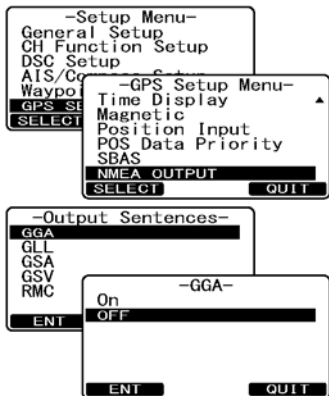 -Setup Menu-
General Setup
CH Function Setup
DSC Setup
AIS/
GPS
SELECT
-GPS Setup Menu-
Time Display
Magnetic
Position Input
POS Data Priority
SBAS
NMEA OUTPUT
SELECT QUIT
-Output Sentences-
GGA
GLL
GSA
GSV
RMC
ENT
-GGA-
On
OFF
ENT QUIT